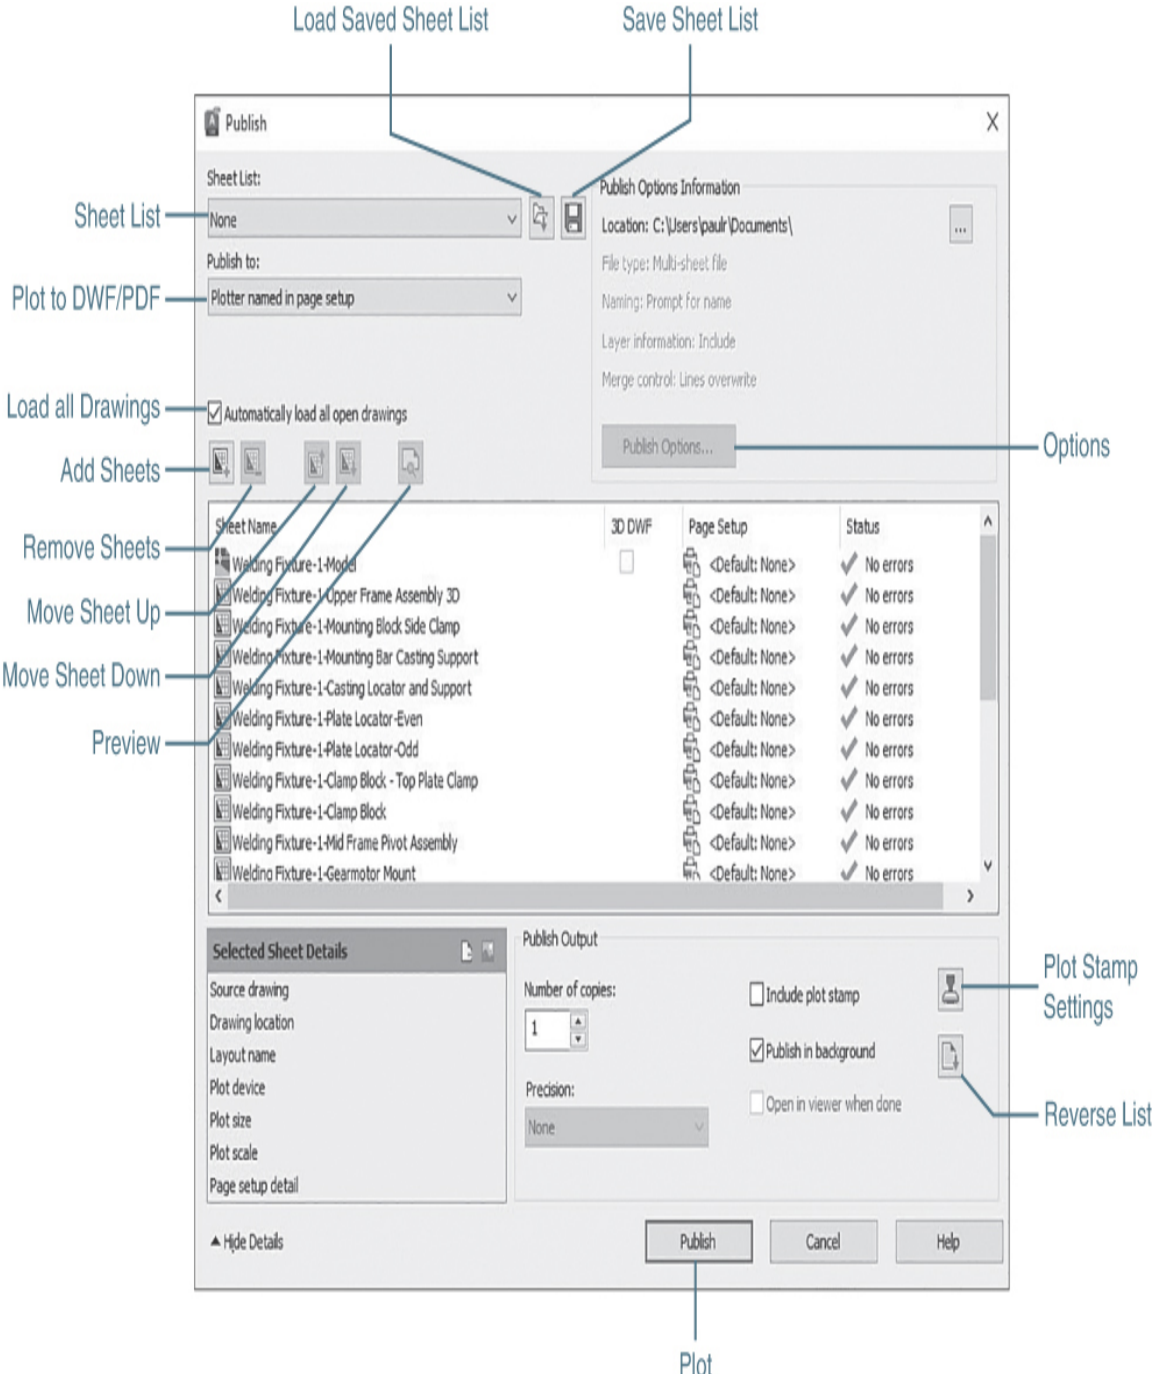 Load Saved Sheet List
Save Sheet List
Publish
Sheet List:
Sheet List
None
Publish to:
Plot to DWF/PDF
Plotter named in page setup
Publish Options Information
Location: C:\Users\paulr\Documents\
...
File type: Multi-sheet file
Naming: Prompt for name
Layer information: Include
Merge control: Lines overwrite
Load all Drawings
Automatically load all open drawings
Publish Options...
Options
Add Sheets
Remove Sheets
Move Sheet Up
Move Sheet Down
Preview
Sheet Name 3D DWF Page Setup Status
Welding Fixture-1-Model <Default: None> No errors
Welding Fixture-1-Upper Frame Assembly 3D <Default: None> No errors
Welding Fixture-1-Mounting Block Side Clamp <Default: None> No errors
Welding Fixture-1-Mounting Bar Casting Support <Default: None> No errors
Welding Fixture-1-Casting Locator and Support <Default: None> No errors
Welding Fixture-1-Plate Locator-Even <Default: None> No errors
Welding Fixture-1-Plate Locator-Odd <Default: None> No errors
Welding Fixture-1-Clamp Block - Top Plate Clamp <Default: None> No errors
Welding Fixture-1-Clamp Block <Default: None> No errors
Welding Fixture-1-Mid Frame Pivot Assembly <Default: None> No errors
Welding Fixture-1-Gearmotor Mount <Default: None> No errors
Selected Sheet Details
Source drawing
Drawing location
Layout name
Plot device
Plot size
Plot scale
Page setup detail
Publish Output
Number of copies:
1
Precision:
None
Include plot stamp
Publish in background
Open in viewer when done
Plot Stamp
Settings
Reverse List
Hide Details
Publish
Cancel
Help
Plot